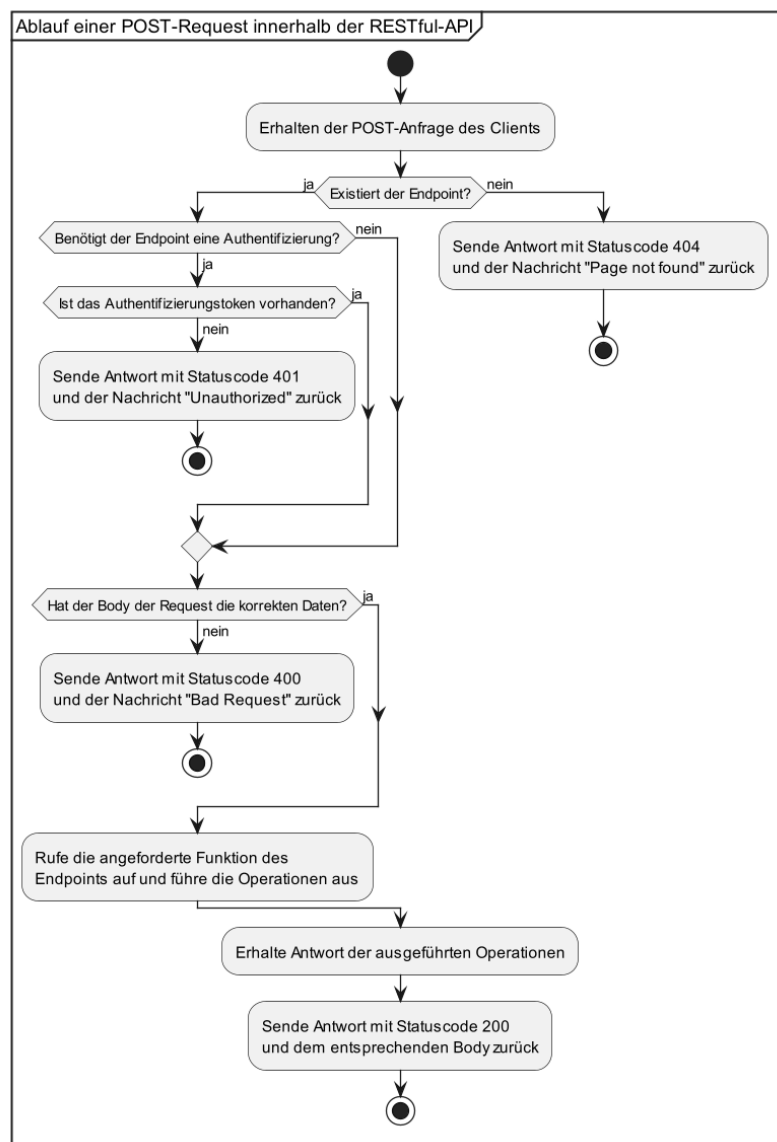 Ablauf einer POST-Request innerhalb der RESTful-API
Erhalten der POST-Anfrage des Clients
ja
Existiert der Endpoint?
nein
Benötigt der Endpoint eine Authentifizierung?
nein
Sende Antwort mit Statuscode 404
und der Nachricht "Page not found" zurück
ja
Ist das Authentifizierungstoken vorhanden?
ja
nein
Sende Antwort mit Statuscode 401
und der Nachricht "Unauthorized" zurück
Hat der Body der Request die korrekten Daten?
ja
nein
Sende Antwort mit Statuscode 400
und der Nachricht "Bad Request" zurück
Rufe die angeforderte Funktion des
Endpoints auf und führe die Operationen aus
Erhalte Antwort der ausgeführten Operationen
Sende Antwort mit Statuscode 200
und dem entsprechenden Body zurück